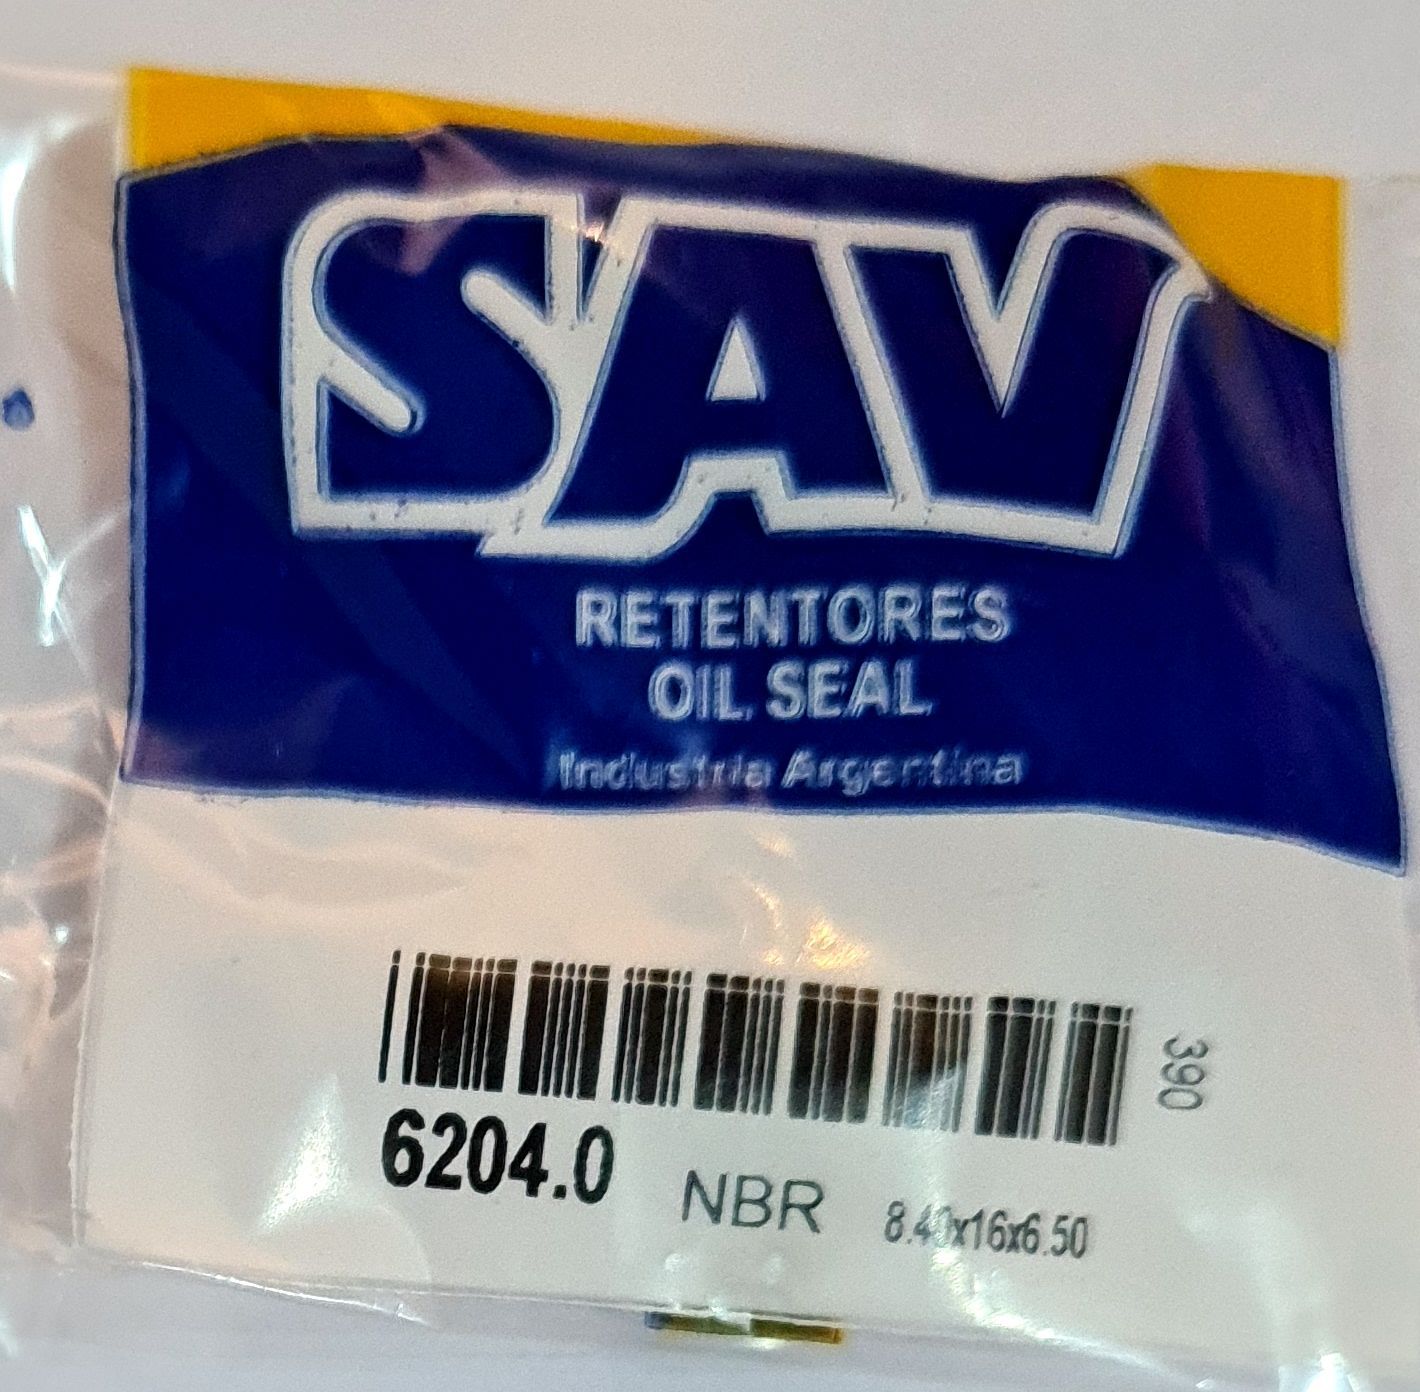 SAV
RETENTORES
OIL SEAL
Industria Argentina
390
6204.0 NBR 8.40x16x6.50